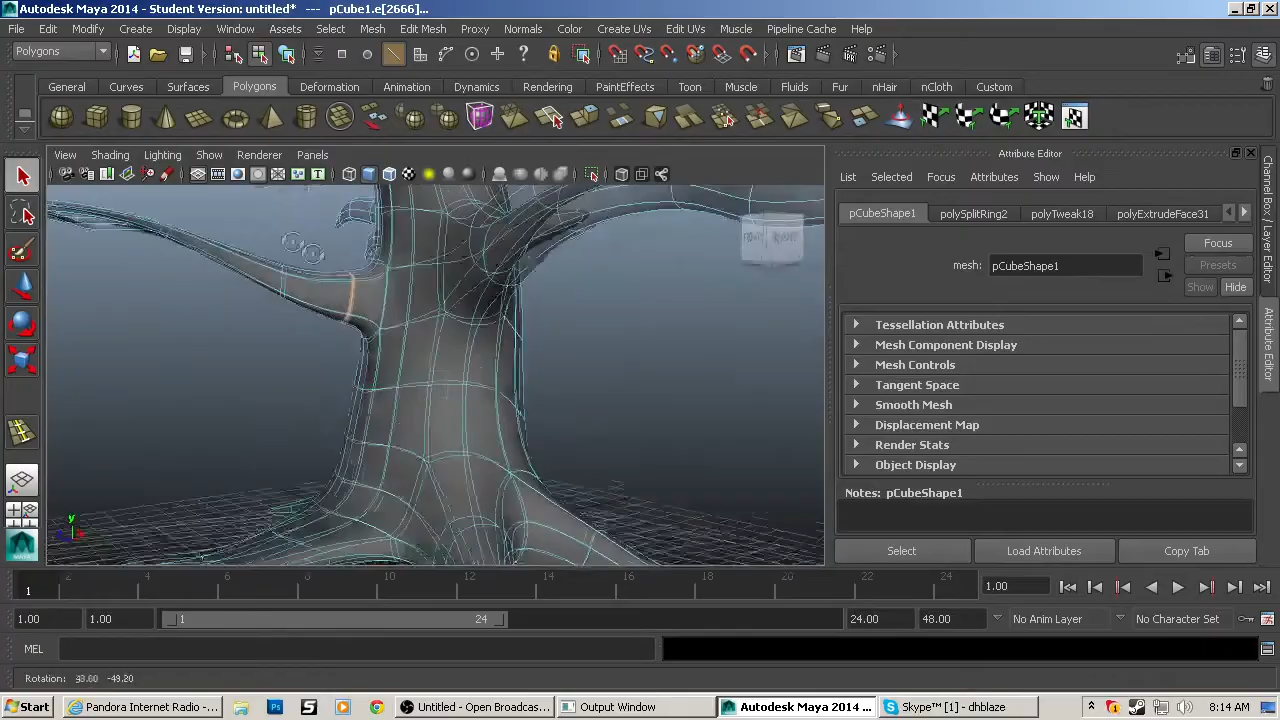 Autodesk Maya 2014 - Student Version: untitled*   ---   pCube1.e[2666]...
File Edit Modify Create Display Window Assets Select Mesh Edit Mesh Proxy Normals Color Create UVs Edit UVs Muscle Pipeline Cache Help
Polygons
General Curves Surfaces Polygons Deformation Animation Dynamics Rendering PaintEffects Toon Muscle Fluids Fur nHair nCloth Custom
View Shading Lighting Show Renderer Panels
Attribute Editor
List Selected Focus Attributes Show Help
pCubeShape1 polySplitRing2 polyTweak18 polyExtrudeFace31
Focus
mesh: pCubeShape1
Presets
Show Hide
Tessellation Attributes
Mesh Component Display
Mesh Controls
Tangent Space
Smooth Mesh
Displacement Map
Render Stats
Object Display
Notes: pCubeShape1
Select Load Attributes Copy Tab
Channel Box / Layer Editor
Attribute Editor
1 2 4 6 8 10 12 14 16 18 20 22 24 1.00
1.00 1.00 1 24 24.00 48.00 No Anim Layer No Character Set
MEL
Rotation: -49.20
Start Pandora Internet Radio - ... Untitled - Open Broadcas... Output Window Autodesk Maya 2014 ... Skype™ [1] - dhblaze 8:14 AM